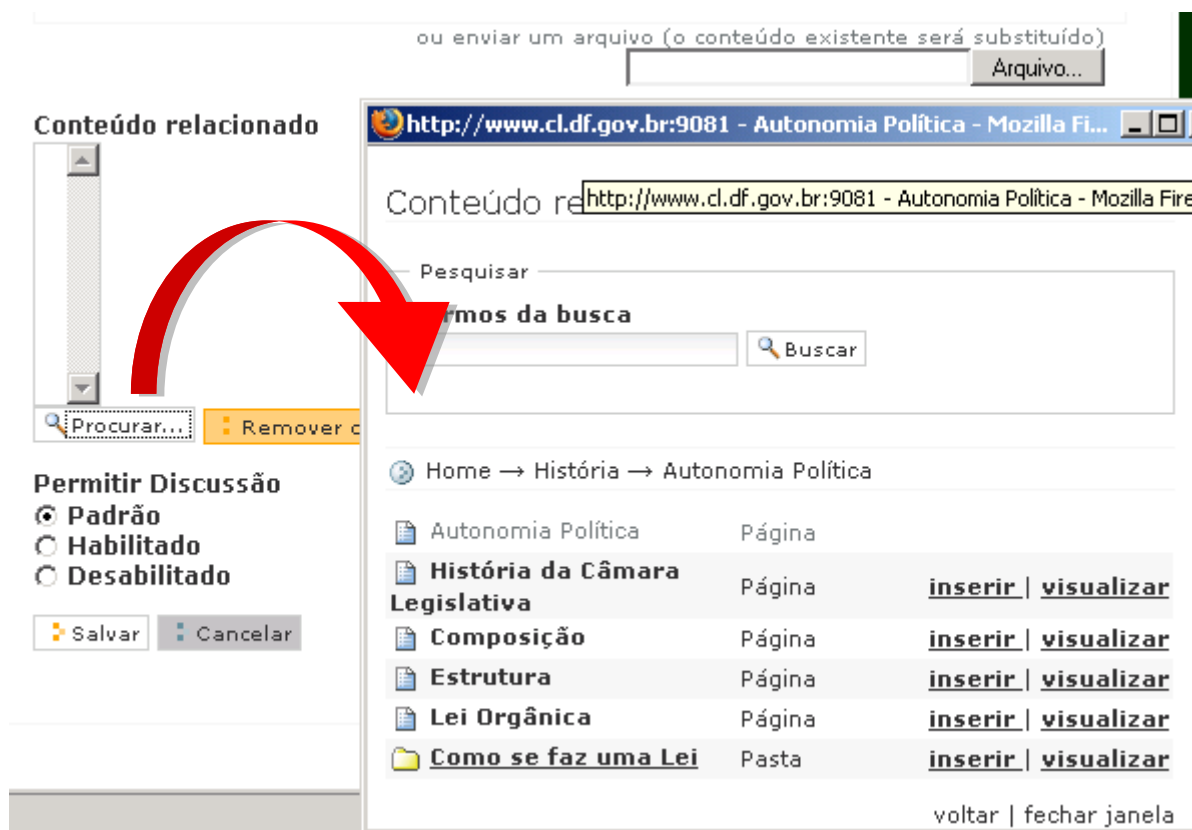 ou enviar um arquivo (o conteúdo existente será substituído)
Arquivo...
Conteúdo relacionado
Procurar...
Remover
Permitir Discussão
Padrão
Habilitado
Desabilitado
Salvar
Cancelar
http://www.cl.df.gov.br:9081 - Autonomia Política - Mozilla Fi...
Conteúdo
http://www.cl.df.gov.br:9081 - Autonomia Política - Mozilla Fire
Pesquisar
rmos da busca
Buscar
Home → História → Autonomia Política
Autonomia Política Página
História da Câmara
Legislativa Página inserir | visualizar
Composição Página inserir | visualizar
Estrutura Página inserir | visualizar
Lei Orgânica Página inserir | visualizar
Como se faz uma Lei Pasta inserir | visualizar
voltar | fechar janela